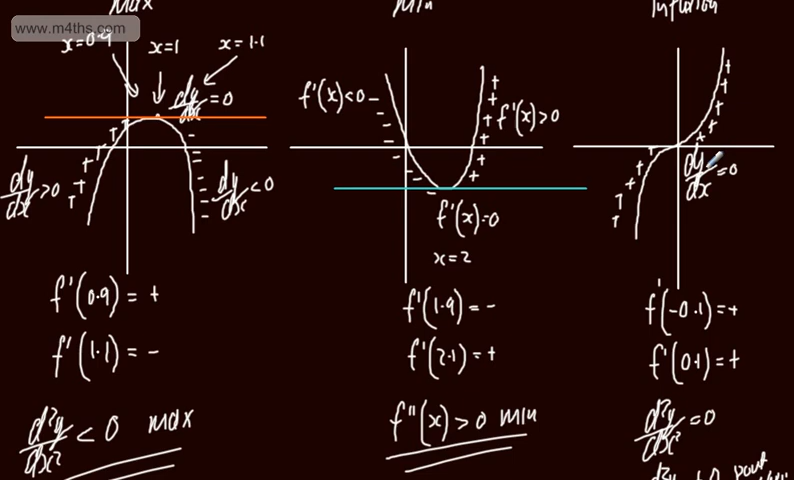 www.m4ths.com
Max
Min
Inflexion
x=0.9
x=1
x=1.1
dy/dx = 0
dy/dx > 0
dy/dx < 0
f'(x)<0
f'(x)>0
f'(x)=0
x=2
dy/dx = 0
f'(0.9) = +
f'(1.1) = -
d²y/dx² < 0 max
f'(1.9) = -
f'(2.1) = +
f''(x) > 0 min
f'(-0.1) = +
f'(0.1) = +
d²y/dx² = 0